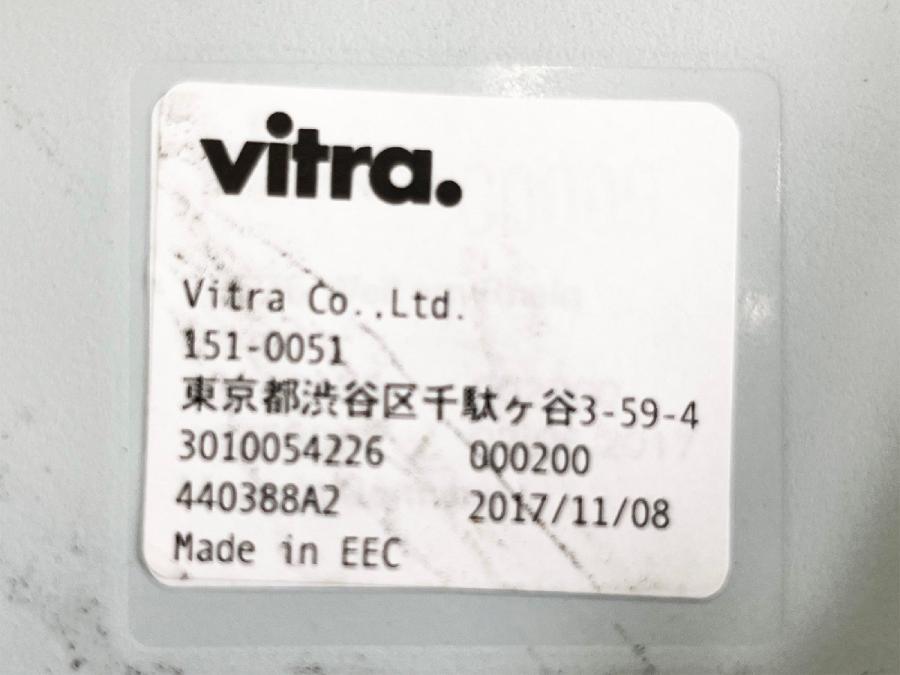 vitra.
Vitra Co.,Ltd.
151-0051
東京都渋谷区千駄ヶ谷3-59-4
3010054226 000200
440388A2 2017/11/08
Made in EEC